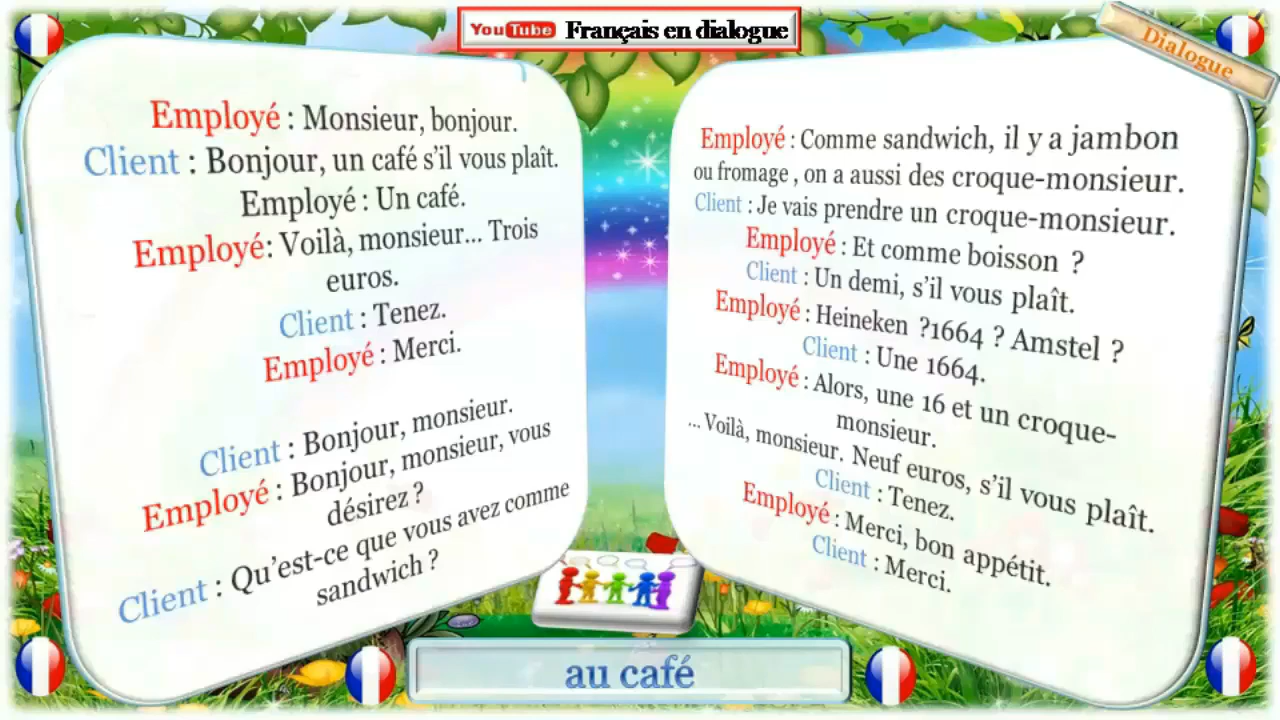 YouTube Français en dialogue
Dialogue
Employé : Monsieur, bonjour.
Client : Bonjour, un café s'il vous plaît.
Employé : Un café.
Employé: Voilà, monsieur... Trois
euros.
Client : Tenez.
Employé : Merci.
Client : Bonjour, monsieur.
Employé : Bonjour, monsieur, vous
désirez ?
Client : Qu'est-ce que vous avez comme
sandwich ?
Employé : Comme sandwich, il y a jambon
ou fromage , on a aussi des croque-monsieur.
Client : Je vais prendre un croque-monsieur.
Employé : Et comme boisson ?
Client : Un demi, s'il vous plaît.
Employé : Heineken ?1664 ? Amstel ?
Client : Une 1664.
Employé : Alors, une 16 et un croque-
monsieur.
... Voilà, monsieur. Neuf euros, s'il vous plaît.
Client : Tenez.
Employé : Merci, bon appétit.
Client : Merci.
au café